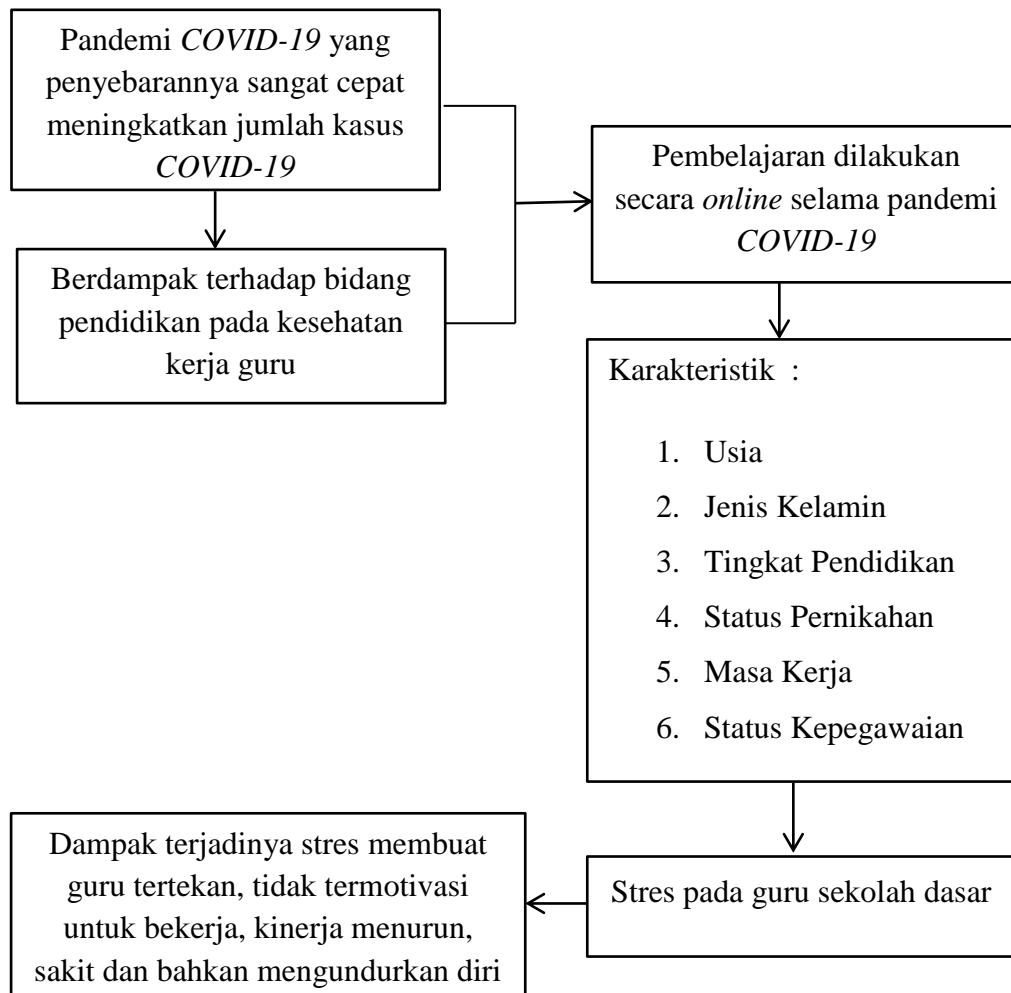 Pandemi COVID-19 yang
penyebarannya sangat cepat
meningkatkan jumlah kasus
COVID-19
Berdampak terhadap bidang
pendidikan pada kesehatan
kerja guru
Pembelajaran dilakukan
secara online selama pandemi
COVID-19
Karakteristik :
1. Usia
2. Jenis Kelamin
3. Tingkat Pendidikan
4. Status Pernikahan
5. Masa Kerja
6. Status Kepegawaian
Stres pada guru sekolah dasar
Dampak terjadinya stres membuat
guru tertekan, tidak termotivasi
untuk bekerja, kinerja menurun,
sakit dan bahkan mengundurkan diri